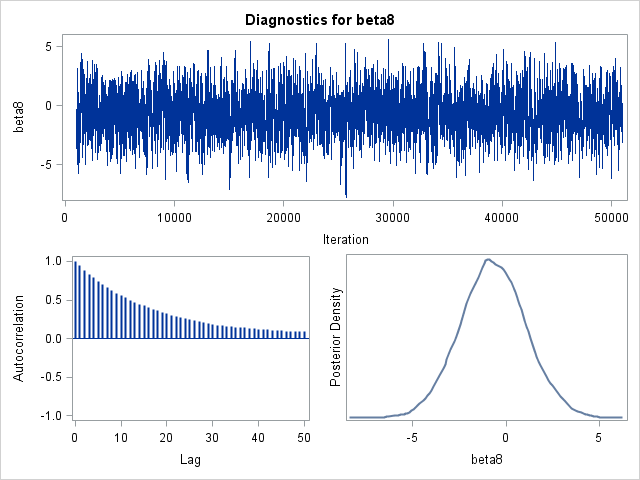 Diagnostics for beta8
beta8
5
0
-5
0 10000 20000 30000 40000 50000
Iteration
Autocorrelation
1.0
0.5
0.0
-0.5
-1.0
0 10 20 30 40 50
Lag
Posterior Density
-5 0 5
beta8